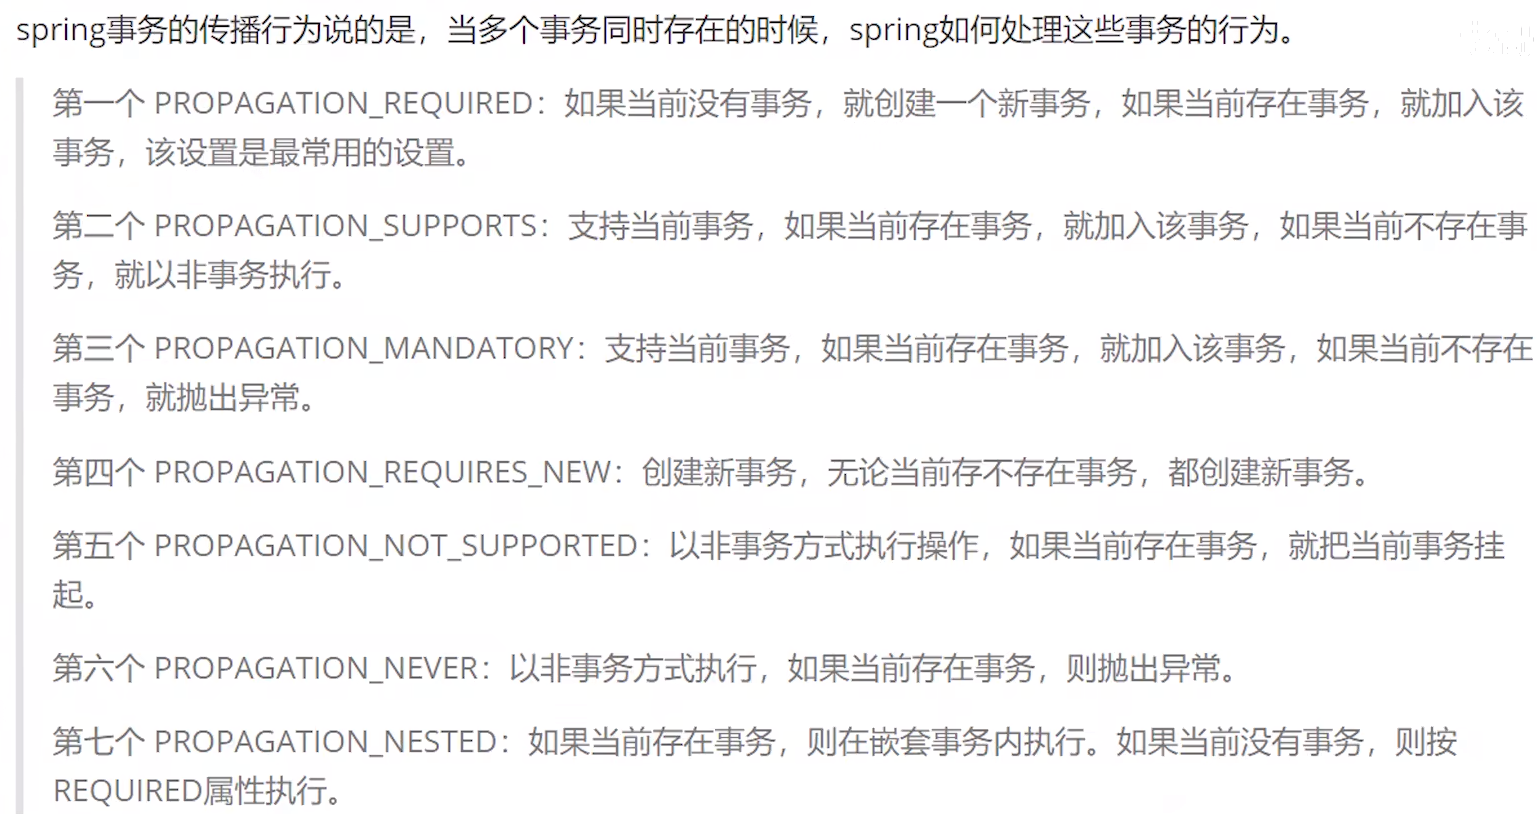 spring事务的传播行为说的是，当多个事务同时存在的时候，spring如何处理这些事务的行为。
第一个 PROPAGATION_REQUIRED：如果当前没有事务，就创建一个新事务，如果当前存在事务，就加入该
事务，该设置是最常用的设置。
第二个 PROPAGATION_SUPPORTS：支持当前事务，如果当前存在事务，就加入该事务，如果当前不存在事
务，就以非事务执行。
第三个 PROPAGATION_MANDATORY：支持当前事务，如果当前存在事务，就加入该事务，如果当前不存在
事务，就抛出异常。
第四个 PROPAGATION_REQUIRES_NEW：创建新事务，无论当前存不存在事务，都创建新事务。
第五个 PROPAGATION_NOT_SUPPORTED：以非事务方式执行操作，如果当前存在事务，就把当前事务挂
起。
第六个 PROPAGATION_NEVER：以非事务方式执行，如果当前存在事务，则抛出异常。
第七个 PROPAGATION_NESTED：如果当前存在事务，则在嵌套事务内执行。如果当前没有事务，则按
REQUIRED属性执行。